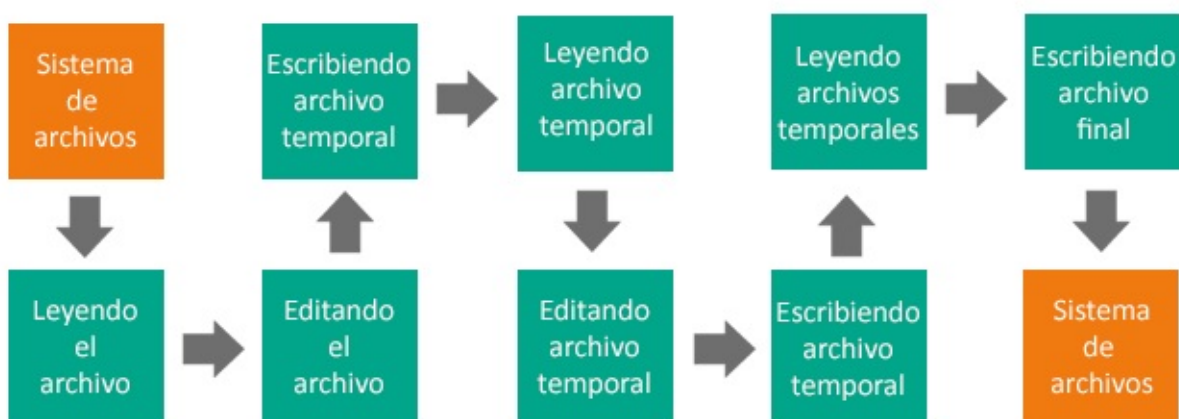 Sistema
de
archivos
Leyendo
el
archivo
Editando
el
archivo
Escribiendo
archivo
temporal
Leyendo
archivo
temporal
Editando
archivo
temporal
Escribiendo
archivo
temporal
Leyendo
archivos
temporales
Escribiendo
archivo
final
Sistema
de
archivos